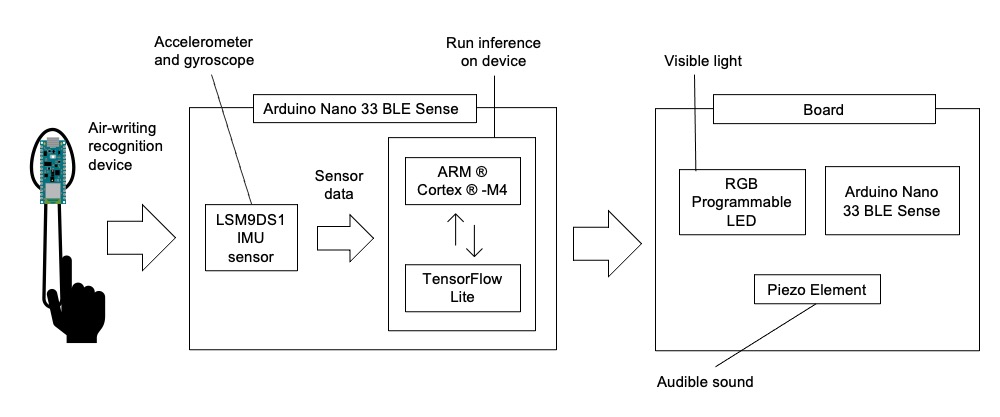 Air-writing
recognition
device
Accelerometer
and gyroscope
Arduino Nano 33 BLE Sense
LSM9DS1
IMU
sensor
Sensor
data
Run inference
on device
ARM ®
Cortex ® -M4
TensorFlow
Lite
Visible light
Board
RGB
Programmable
LED
Arduino Nano
33 BLE Sense
Piezo Element
Audible sound